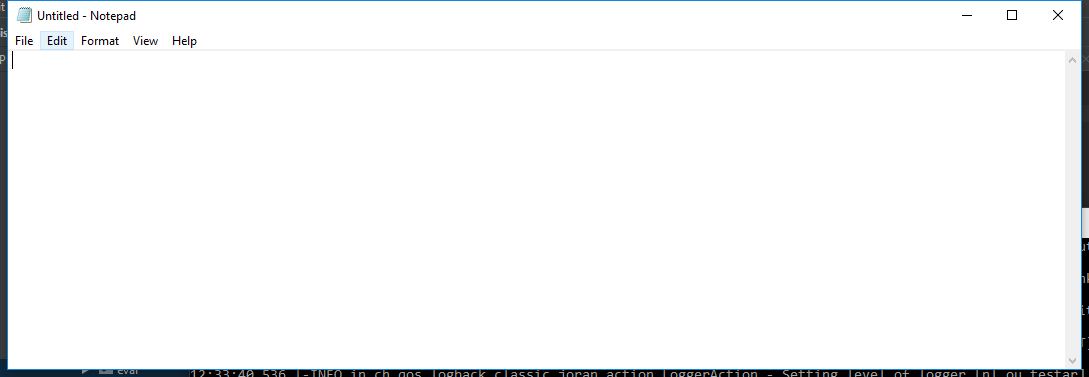 Untitled - Notepad
File Edit Format View Help
eval
12:33:40,536 |-INFO in ch.qos.logback.classic.joran.action.LoggerAction - Setting level of logger [nl.ou.testar